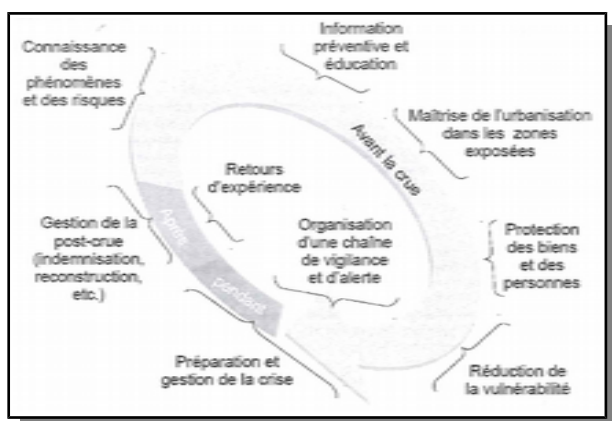 Connaissance
des
phénomènes
et des risques
Information
préventive et
éducation
Maîtrise de l'urbanisation
dans les zones
exposées
Avant la crue
Retours
d'expérience
Organisation
d'une chaîne
de vigilance
et d'alerte
Protection
des biens
et des
personnes
Gestion de la
post-crue
(indemnisation,
reconstruction,
etc.)
Après
pendant
Préparation et
gestion de la crise
Réduction de
la vulnérabilité